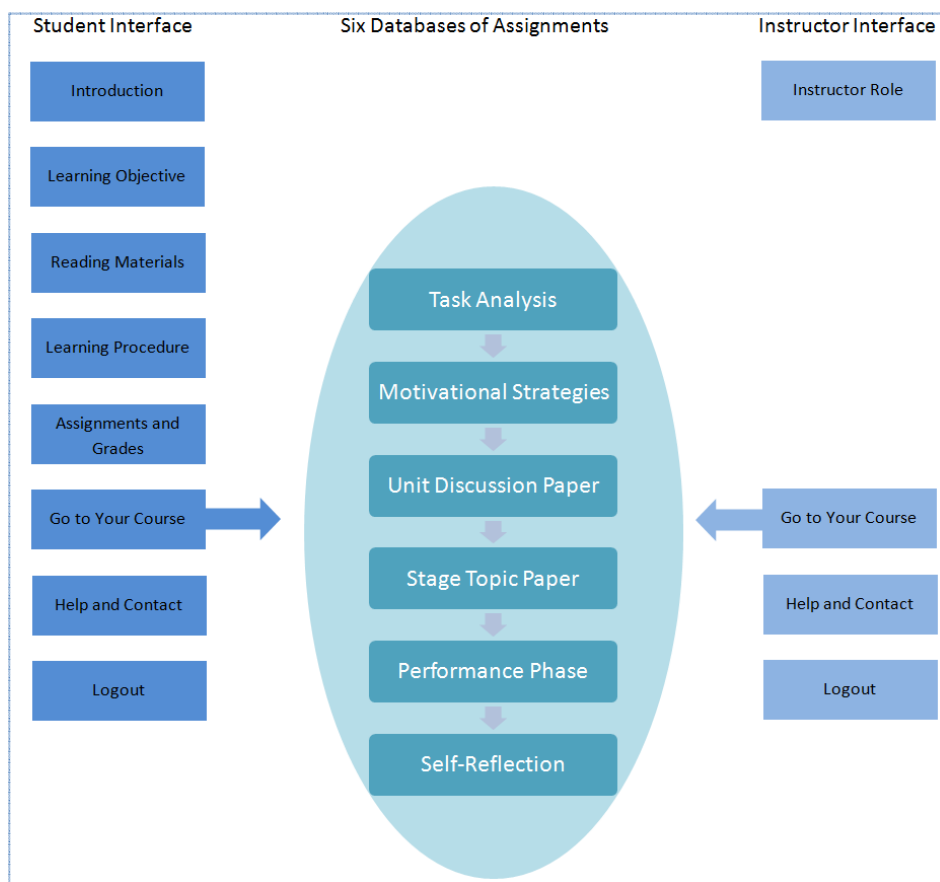 Student Interface
Six Databases of Assignments
Instructor Interface
Introduction
Learning Objective
Reading Materials
Learning Procedure
Assignments and
Grades
Go to Your Course
Help and Contact
Logout
Task Analysis
Motivational Strategies
Unit Discussion Paper
Stage Topic Paper
Performance Phase
Self-Reflection
Instructor Role
Go to Your Course
Help and Contact
Logout